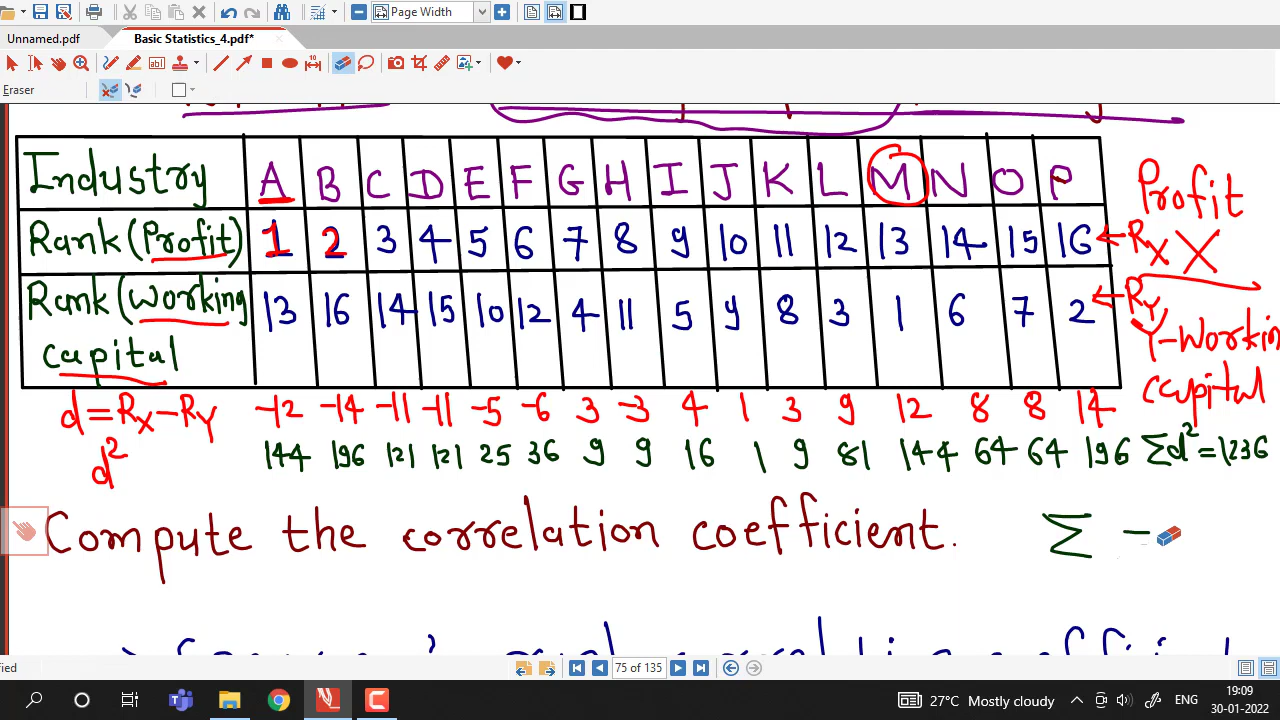 Page Width
Unnamed.pdf Basic Statistics_4.pdf*
Eraser
Industry A B C D E F G H I J K L M N O P
Profit
Rank (Profit) 1 2 3 4 5 6 7 8 9 10 11 12 13 14 15 16 ← RX X
Rank (Working 13 16 14 15 10 12 4 11 5 9 8 3 1 6 7 2 ← RY
capital
Y-Working
capital
d = RX - RY -12 -14 -11 -11 -5 -6 3 -3 4 1 3 9 12 8 8 14
d² 144 196 121 121 25 36 9 9 16 1 9 81 144 64 64 196 Σd² = 1236
Compute the correlation coefficient. Σ -
75 of 135
27°C Mostly cloudy ENG 19:09
30-01-2022